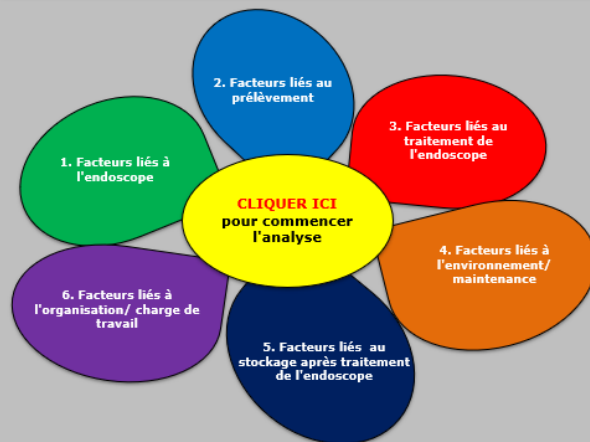 2. Facteurs liés au
prélèvement
3. Facteurs liés au
traitement de
l'endoscope
1. Facteurs liés à
l'endoscope
CLIQUER ICI
pour commencer
l'analyse
4. Facteurs liés à
l'environnement/
maintenance
6. Facteurs liés à
l'organisation/ charge de
travail
5. Facteurs liés au
stockage après traitement
de l'endoscope